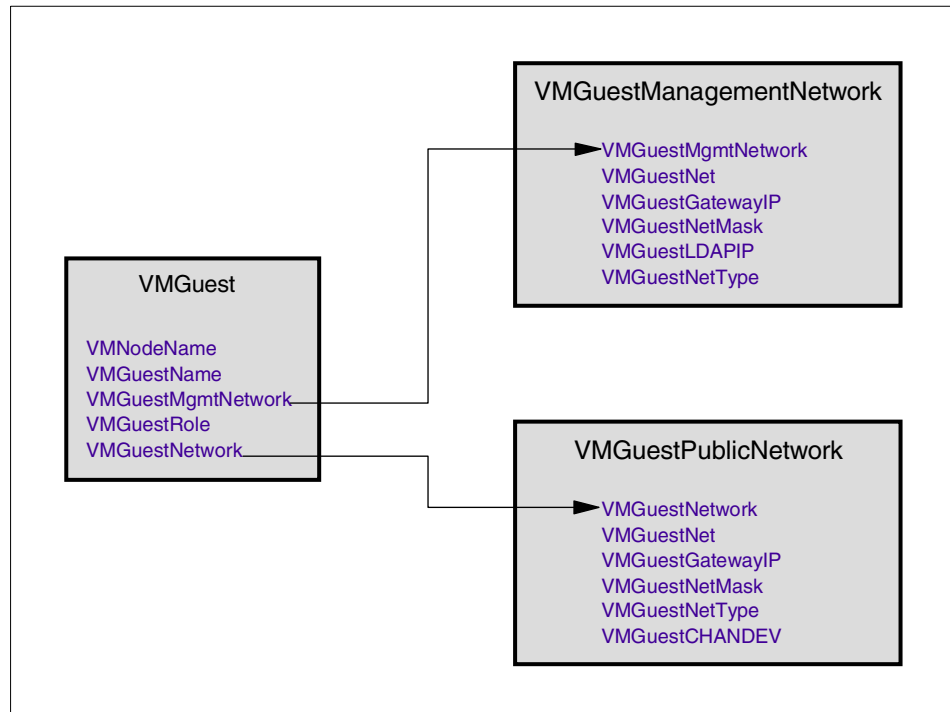 VMGuestManagementNetwork
VMGuestMgmtNetwork
VMGuestNet
VMGuestGatewayIP
VMGuestNetMask
VMGuestLDAPIP
VMGuestNetType
VMGuest
VMNodeName
VMGuestName
VMGuestMgmtNetwork
VMGuestRole
VMGuestNetwork
VMGuestPublicNetwork
VMGuestNetwork
VMGuestNet
VMGuestGatewayIP
VMGuestNetMask
VMGuestNetType
VMGuestCHANDEV